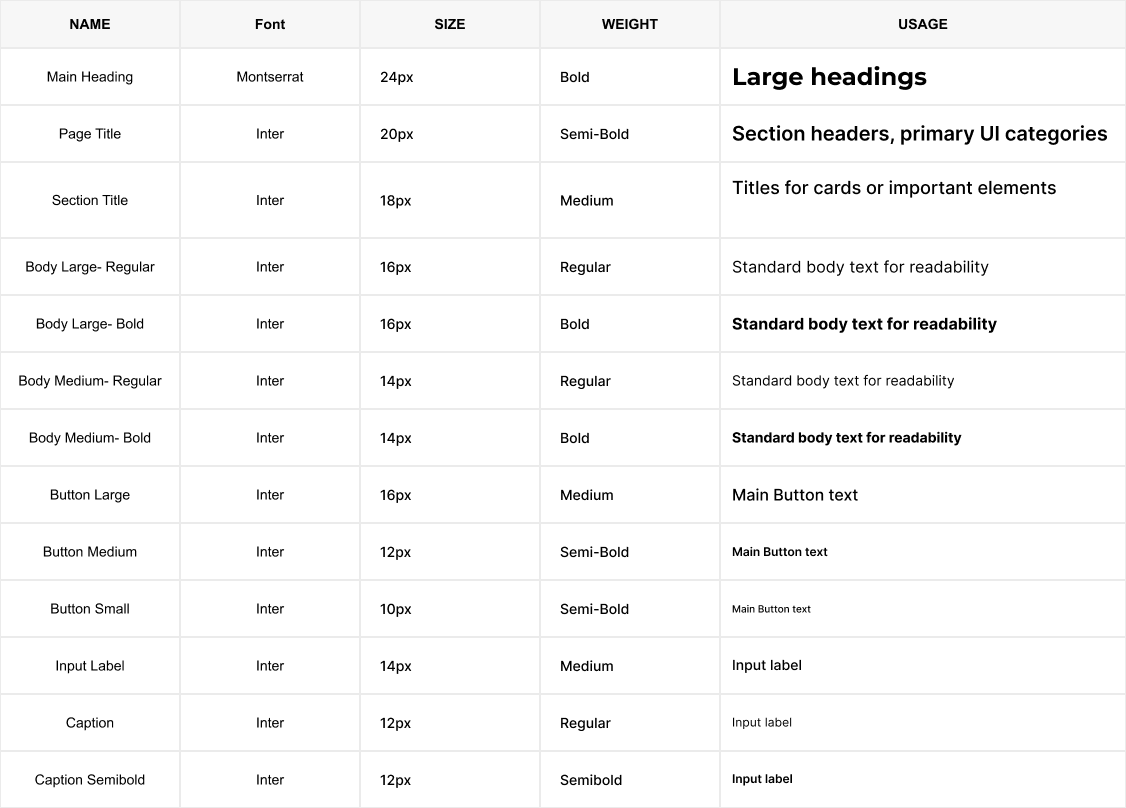 NAME Font SIZE WEIGHT USAGE
Main Heading Montserrat 24px Bold Large headings
Page Title Inter 20px Semi-Bold Section headers, primary UI categories
Section Title Inter 18px Medium Titles for cards or important elements
Body Large- Regular Inter 16px Regular Standard body text for readability
Body Large- Bold Inter 16px Bold Standard body text for readability
Body Medium- Regular Inter 14px Regular Standard body text for readability
Body Medium- Bold Inter 14px Bold Standard body text for readability
Button Large Inter 16px Medium Main Button text
Button Medium Inter 12px Semi-Bold Main Button text
Button Small Inter 10px Semi-Bold Main Button text
Input Label Inter 14px Medium Input label
Caption Inter 12px Regular Input label
Caption Semibold Inter 12px Semibold Input label